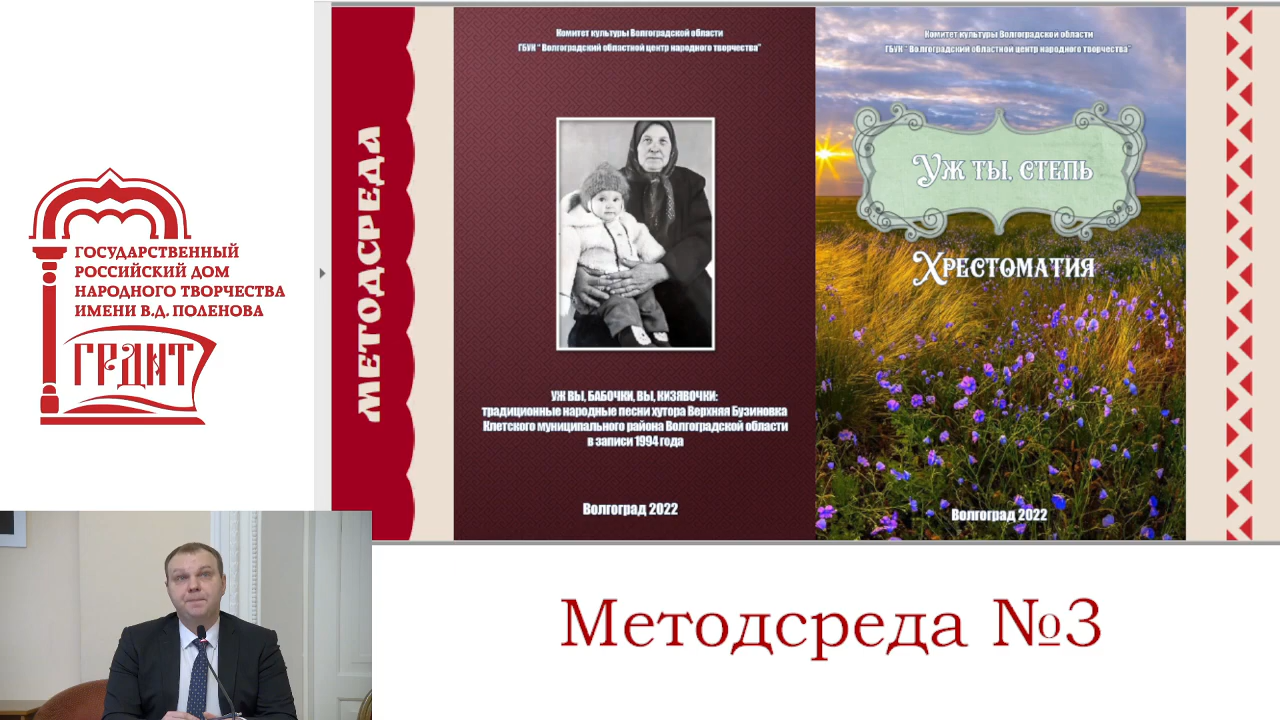 ГОСУДАРСТВЕННЫЙ
РОССИЙСКИЙ ДОМ
НАРОДНОГО ТВОРЧЕСТВА
ИМЕНИ В.Д. ПОЛЕНОВА
ГРДНТ
МЕТОДСРЕДА
Комитет культуры Волгоградской области
ГБУК " Волгоградский областной центр народного творчества"
УЖ ВЫ, БАБОЧКИ, ВЫ, КИЗЯВОЧКИ:
традиционные народные песни хутора Верхняя Бузиновка
Клетского муниципального района Волгоградской области
в записи 1994 года
Волгоград 2022
Комитет культуры Волгоградской области
ГБУК " Волгоградский областной центр народного творчества"
Уж ты, степь
Хрестоматия
Волгоград 2022
Методсреда №3